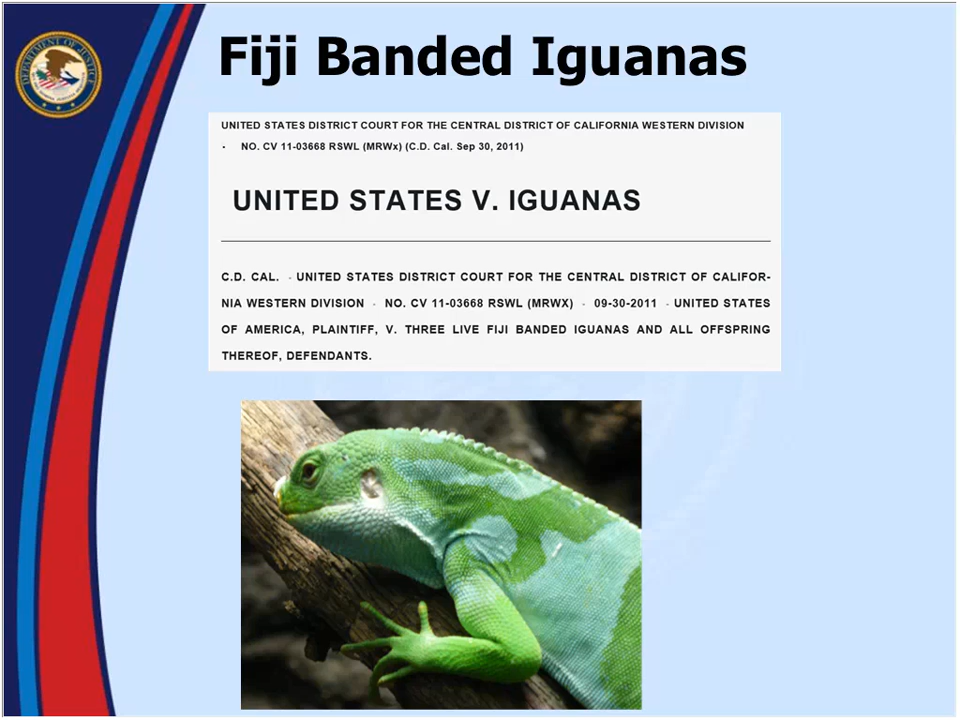 Fiji Banded Iguanas
DEPARTMENT OF JUSTICE
UNITED STATES DISTRICT COURT FOR THE CENTRAL DISTRICT OF CALIFORNIA WESTERN DIVISION
• NO. CV 11-03668 RSWL (MRWx) (C.D. Cal. Sep 30, 2011)
UNITED STATES V. IGUANAS
C.D. CAL. - UNITED STATES DISTRICT COURT FOR THE CENTRAL DISTRICT OF CALIFOR-
NIA WESTERN DIVISION - NO. CV 11-03668 RSWL (MRWX) - 09-30-2011 - UNITED STATES
OF AMERICA, PLAINTIFF, V. THREE LIVE FIJI BANDED IGUANAS AND ALL OFFSPRING
THEREOF, DEFENDANTS.